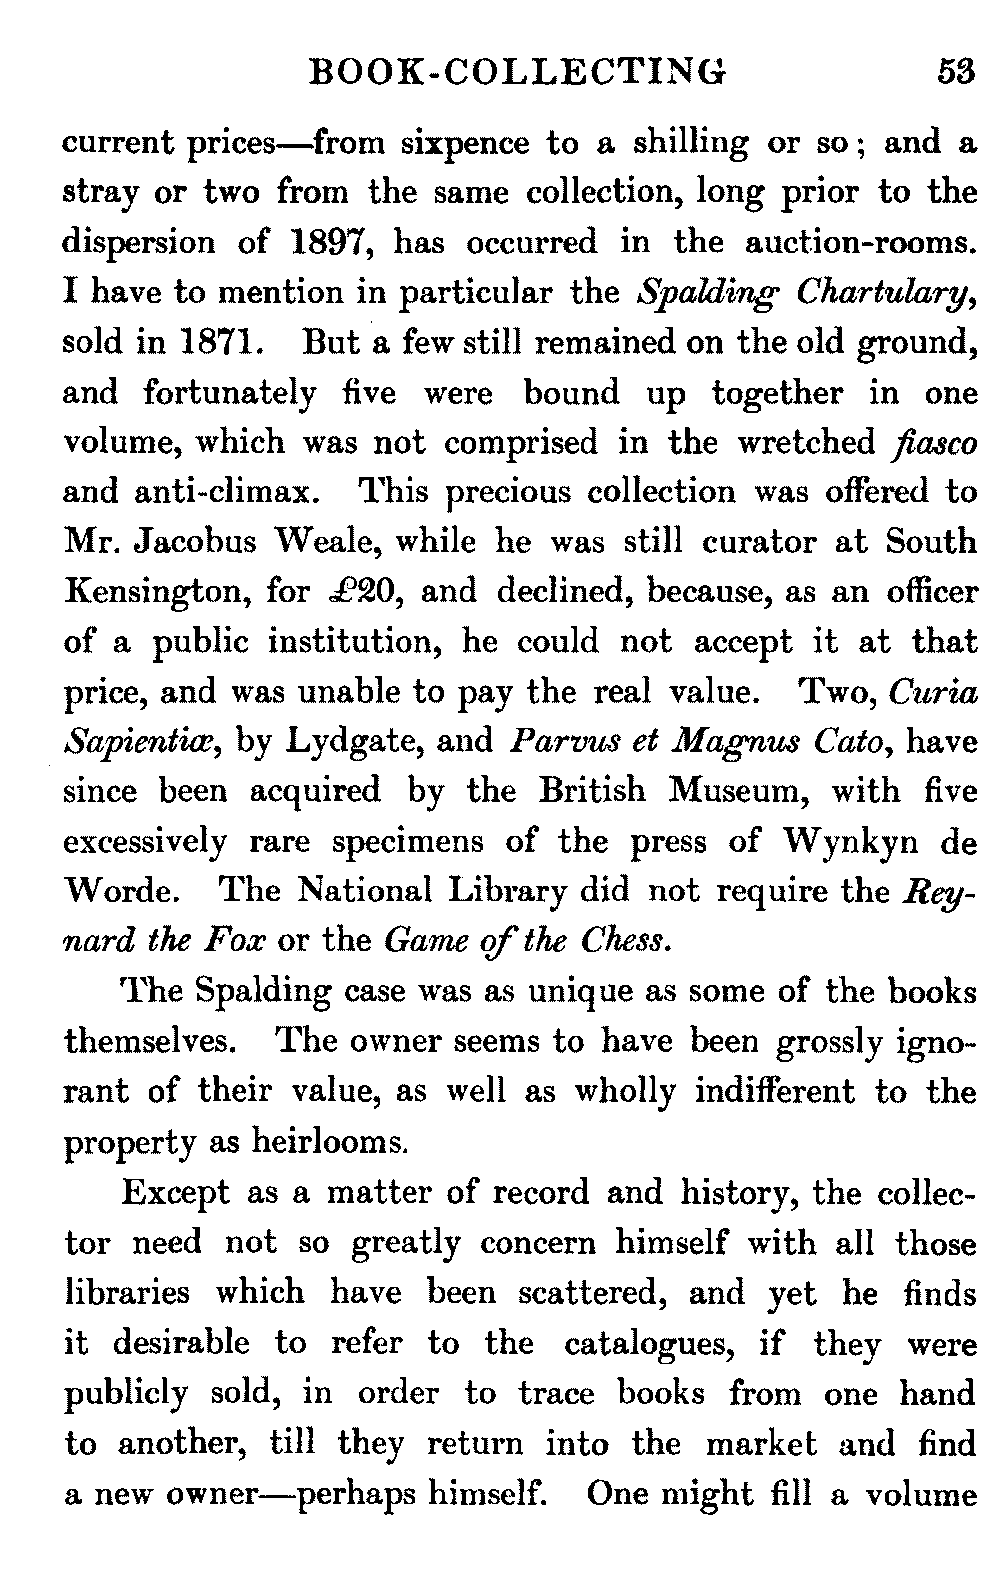 BOOK-COLLECTING 53
current prices—from sixpence to a shilling or so; and a
stray or two from the same collection, long prior to the
dispersion of 1897, has occurred in the auction-rooms.
I have to mention in particular the Spalding Chartulary,
sold in 1871. But a few still remained on the old ground,
and fortunately five were bound up together in one
volume, which was not comprised in the wretched fiasco
and anti-climax. This precious collection was offered to
Mr. Jacobus Weale, while he was still curator at South
Kensington, for £20, and declined, because, as an officer
of a public institution, he could not accept it at that
price, and was unable to pay the real value. Two, Curia
Sapientiæ, by Lydgate, and Parvus et Magnus Cato, have
since been acquired by the British Museum, with five
excessively rare specimens of the press of Wynkyn de
Worde. The National Library did not require the Rey-
nard the Fox or the Game of the Chess.
The Spalding case was as unique as some of the books
themselves. The owner seems to have been grossly igno-
rant of their value, as well as wholly indifferent to the
property as heirlooms.
Except as a matter of record and history, the collec-
tor need not so greatly concern himself with all those
libraries which have been scattered, and yet he finds
it desirable to refer to the catalogues, if they were
publicly sold, in order to trace books from one hand
to another, till they return into the market and find
a new owner—perhaps himself. One might fill a volume